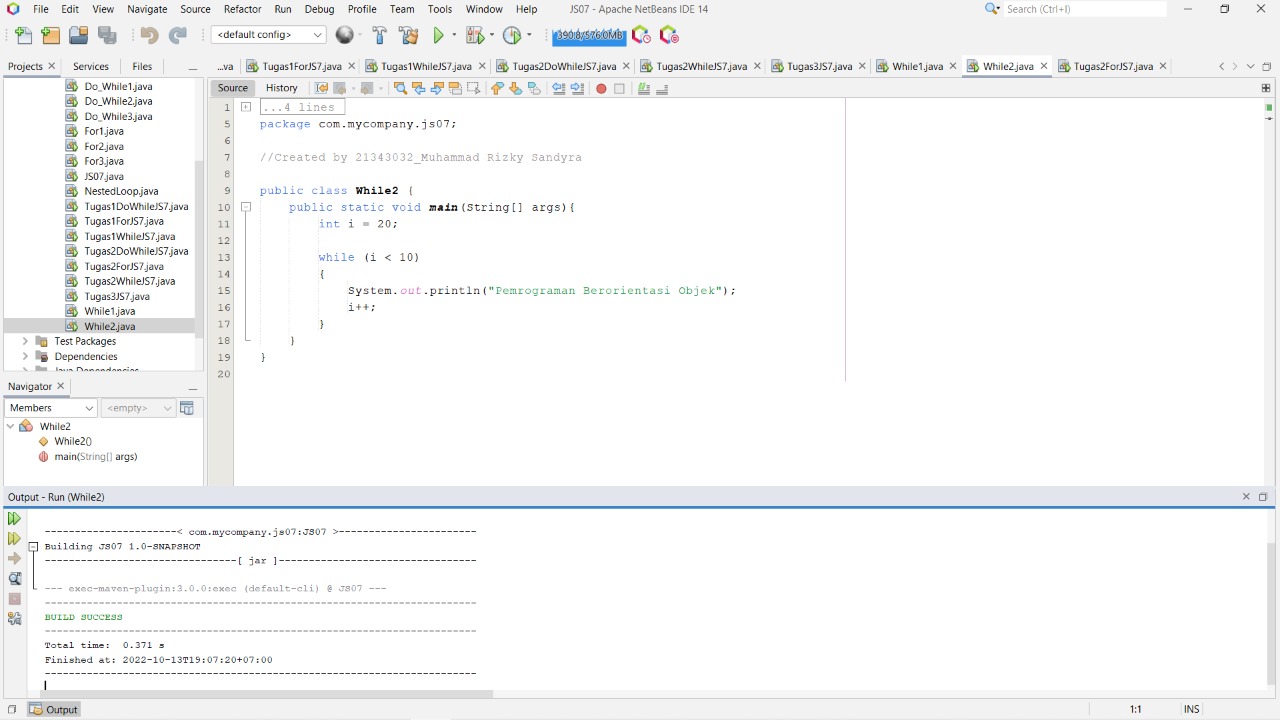 File Edit View Navigate Source Refactor Run Debug Profile Team Tools Window Help JS07 - Apache NetBeans IDE 14 Search (Ctrl+I)
<default config> 390.8/576.0MB
Projects Services Files ...va Tugas1ForJS7.java Tugas1WhileJS7.java Tugas2DoWhileJS7.java Tugas2WhileJS7.java Tugas3JS7.java While1.java While2.java Tugas2ForJS7.java
Do_While1.java
Do_While2.java
Do_While3.java
For1.java
For2.java
For3.java
JS07.java
NestedLoop.java
Tugas1DoWhileJS7.java
Tugas1ForJS7.java
Tugas1WhileJS7.java
Tugas2DoWhileJS7.java
Tugas2ForJS7.java
Tugas2WhileJS7.java
Tugas3JS7.java
While1.java
While2.java
Test Packages
Dependencies
Java Dependencies
Navigator
Members <empty>
While2
While2()
main(String[] args)
Source History
1 ...4 lines
5 package com.mycompany.js07;
6
7 //Created by 21343032_Muhammad Rizky Sandyra
8
9 public class While2 {
10 public static void main(String[] args){
11 int i = 20;
12
13 while (i < 10)
14 {
15 System.out.println("Pemrograman Berorientasi Objek");
16 i++;
17 }
18 }
19 }
20
Output - Run (While2)
----------------------< com.mycompany.js07:JS07 >-----------------------
Building JS07 1.0-SNAPSHOT
--------------------------------[ jar ]---------------------------------
--- exec-maven-plugin:3.0.0:exec (default-cli) @ JS07 ---
------------------------------------------------------------------------
BUILD SUCCESS
------------------------------------------------------------------------
Total time: 0.371 s
Finished at: 2022-10-13T19:07:20+07:00
------------------------------------------------------------------------
Output 1:1 INS